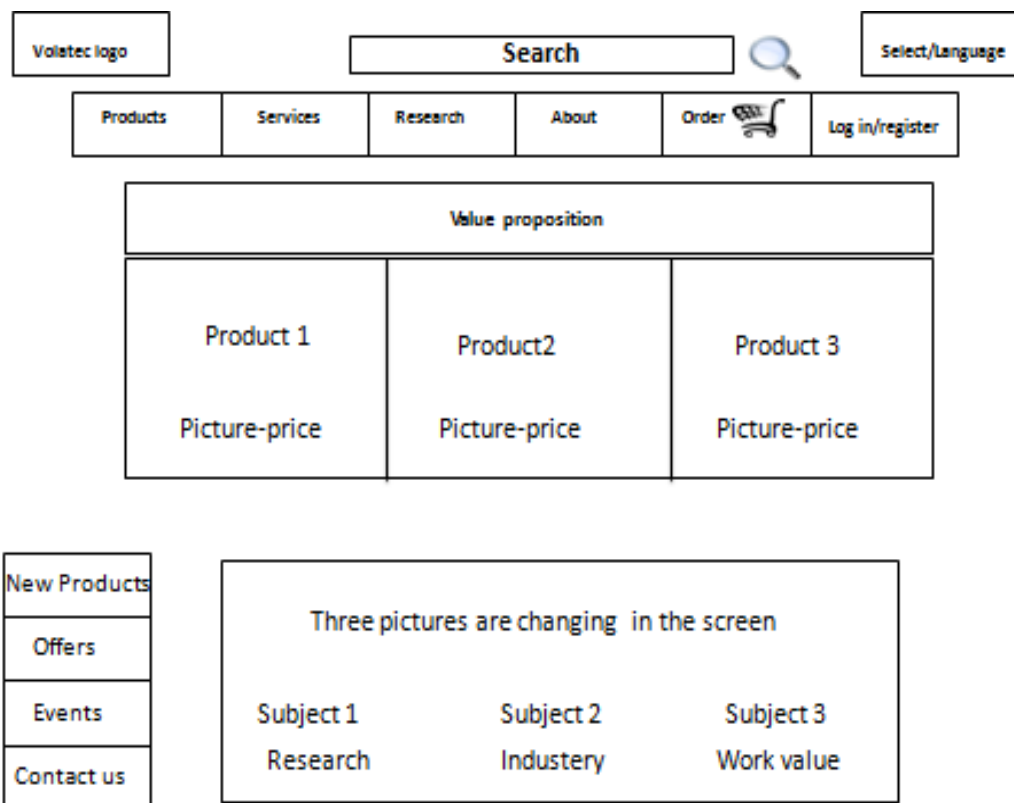 Volatec logo
Search
Select/Language
Products
Services
Research
About
Order
Log in/register
Value proposition
Product 1
Product2
Product 3
Picture-price
Picture-price
Picture-price
New Products
Offers
Events
Contact us
Three pictures are changing in the screen
Subject 1
Subject 2
Subject 3
Research
Industery
Work value